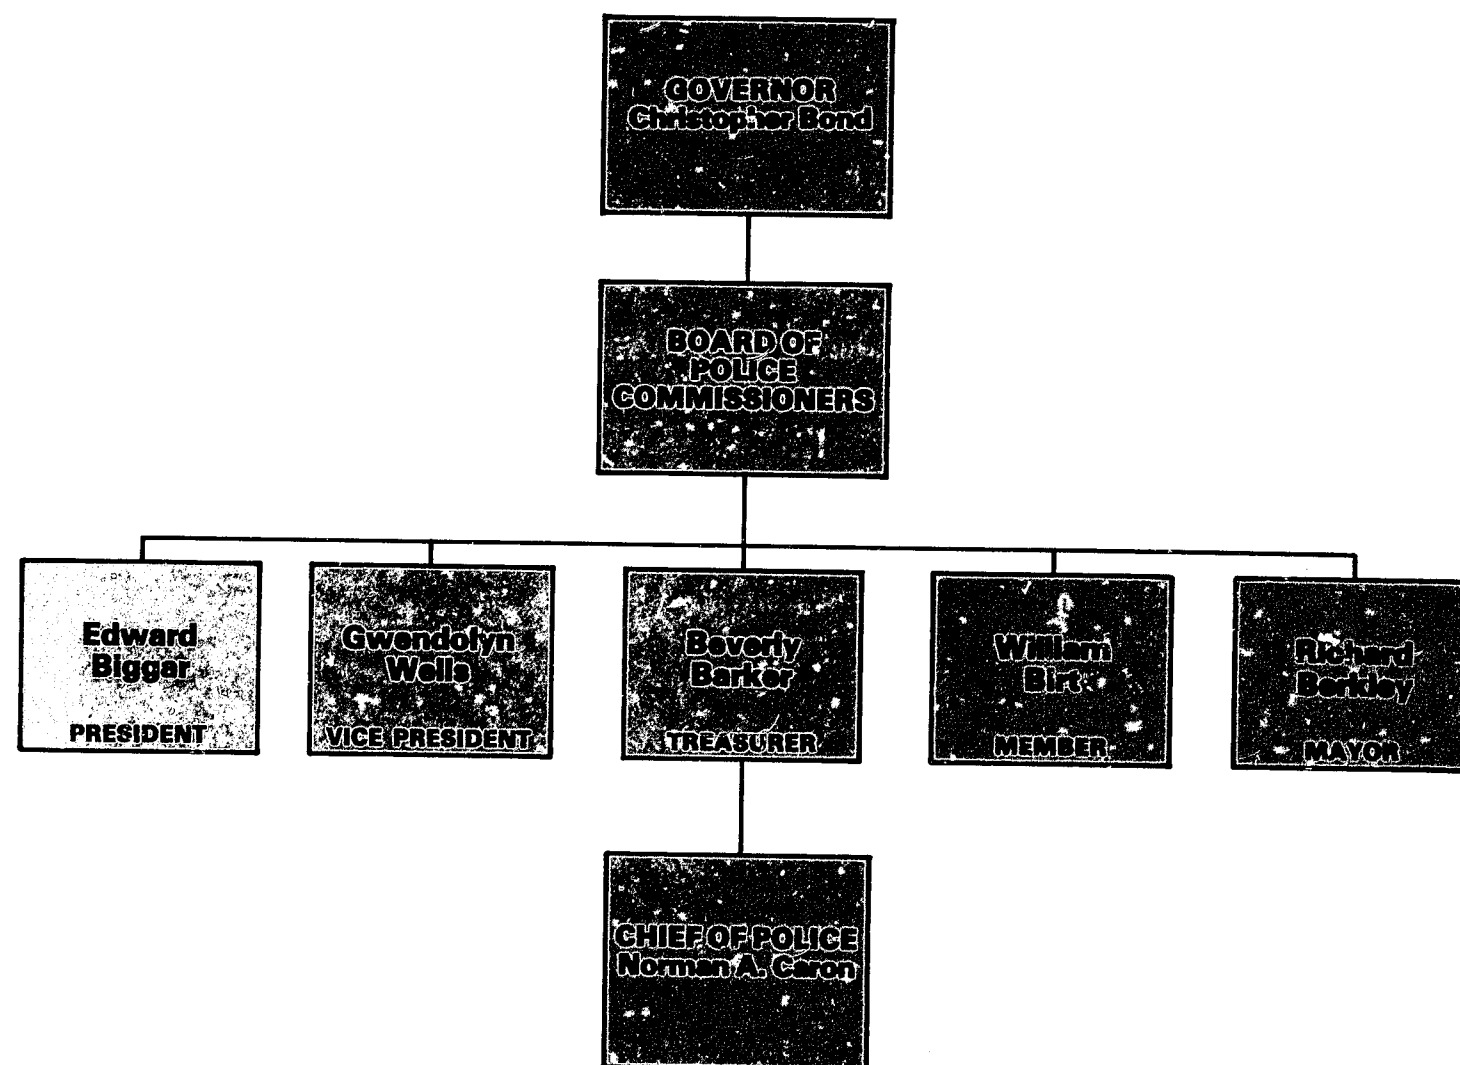 GOVERNOR
Christopher Bond
BOARD OF
POLICE
COMMISSIONERS
Edward
Biggar
PRESIDENT
Gwendolyn
Wells
VICE PRESIDENT
Beverly
Barker
TREASURER
William
Birt
MEMBER
Richard
Berkley
MAYOR
CHIEF OF POLICE
Norman A. Caron